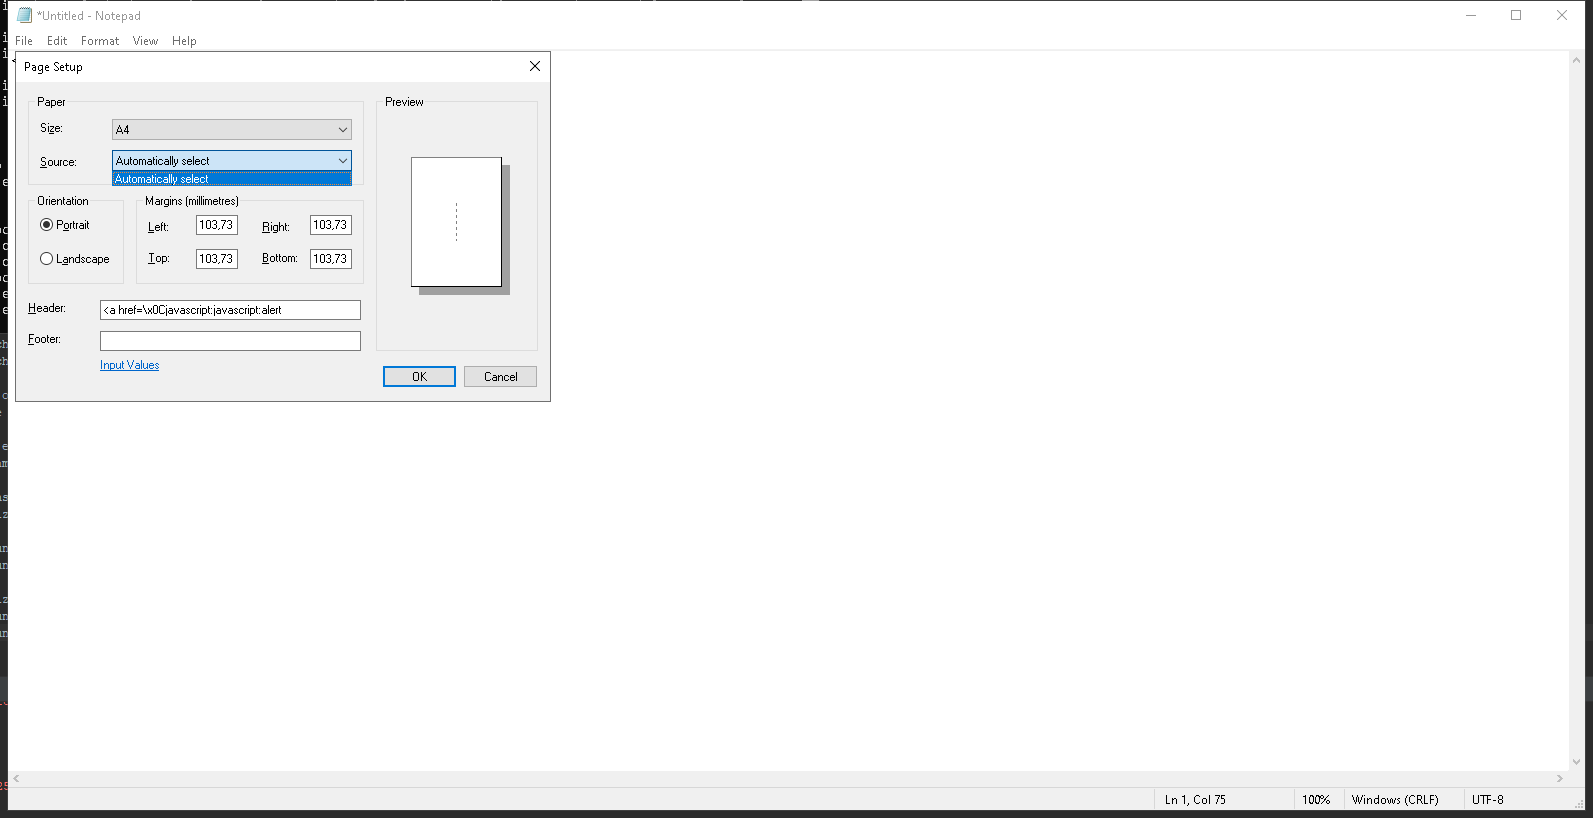 *Untitled - Notepad
File Edit Format View Help
Page Setup
Paper
Size: A4
Source: Automatically select
Automatically select
Orientation
Portrait
Landscape
Margins (millimetres)
Left: 103,73 Right: 103,73
Top: 103,73 Bottom: 103,73
Header: <a href=\x0Cjavascript:javascript:alert
Footer:
Input Values
Preview
OK Cancel
Ln 1, Col 75 100% Windows (CRLF) UTF-8